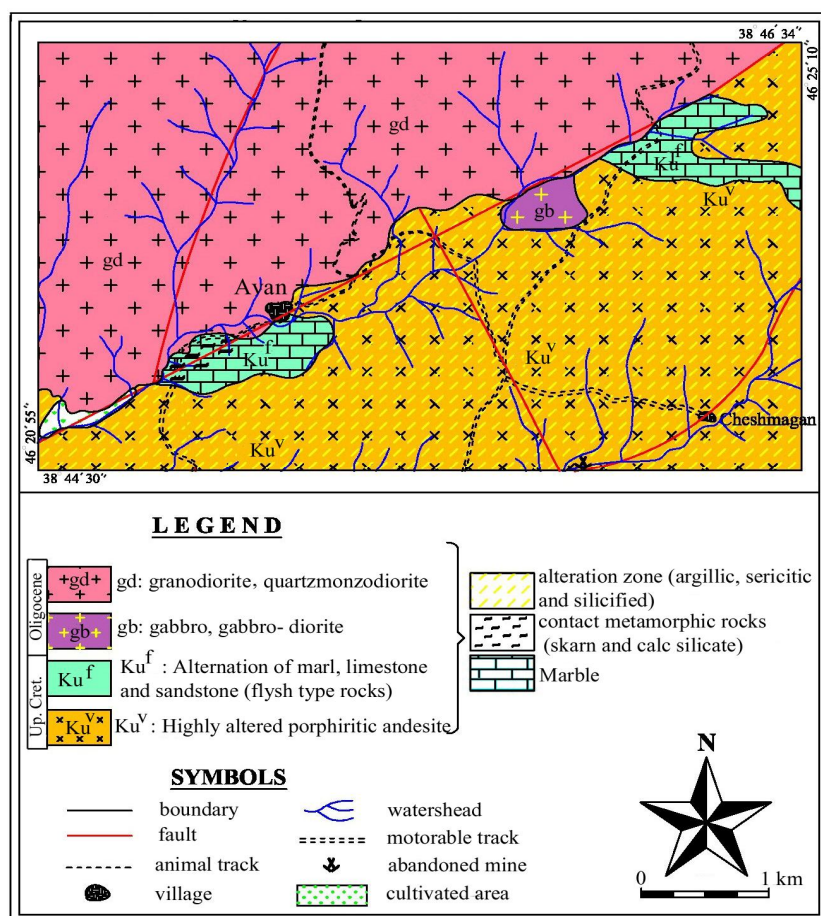 38 46´34´´
46 25´10´´
gd
Ku f
Ku v
gb
gd
Avan
Ku v
Ku f
Cheshmagan
46 20´55´´
Ku v
38 44´30´´
LEGEND
Oligocene
gd
gd: granodiorite, quartzmonzodiorite
gb
gb: gabbro, gabbro- diorite
Up. Cret.
Ku f
Ku f : Alternation of marl, limestone
and sandstone (flysh type rocks)
Ku v
Ku v : Highly altered porphiritic andesite
alteration zone (argillic, sericitic
and silicified)
contact metamorphic rocks
(skarn and calc silicate)
Marble
SYMBOLS
boundary
fault
animal track
village
watershead
motorable track
abandoned mine
cultivated area
N
0 1 km